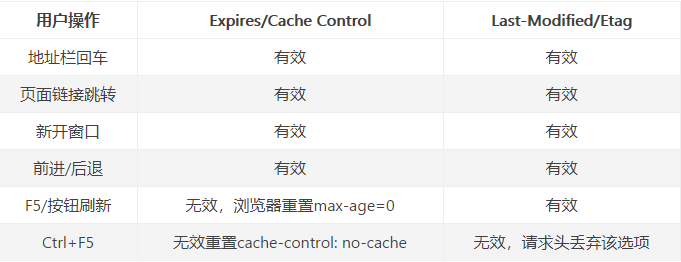 用户操作 Expires/Cache Control Last-Modified/Etag
地址栏回车 有效 有效
页面链接跳转 有效 有效
新开窗口 有效 有效
前进/后退 有效 有效
F5/按钮刷新 无效，浏览器重置max-age=0 有效
Ctrl+F5 无效重置cache-control: no-cache 无效，请求头丢弃该选项